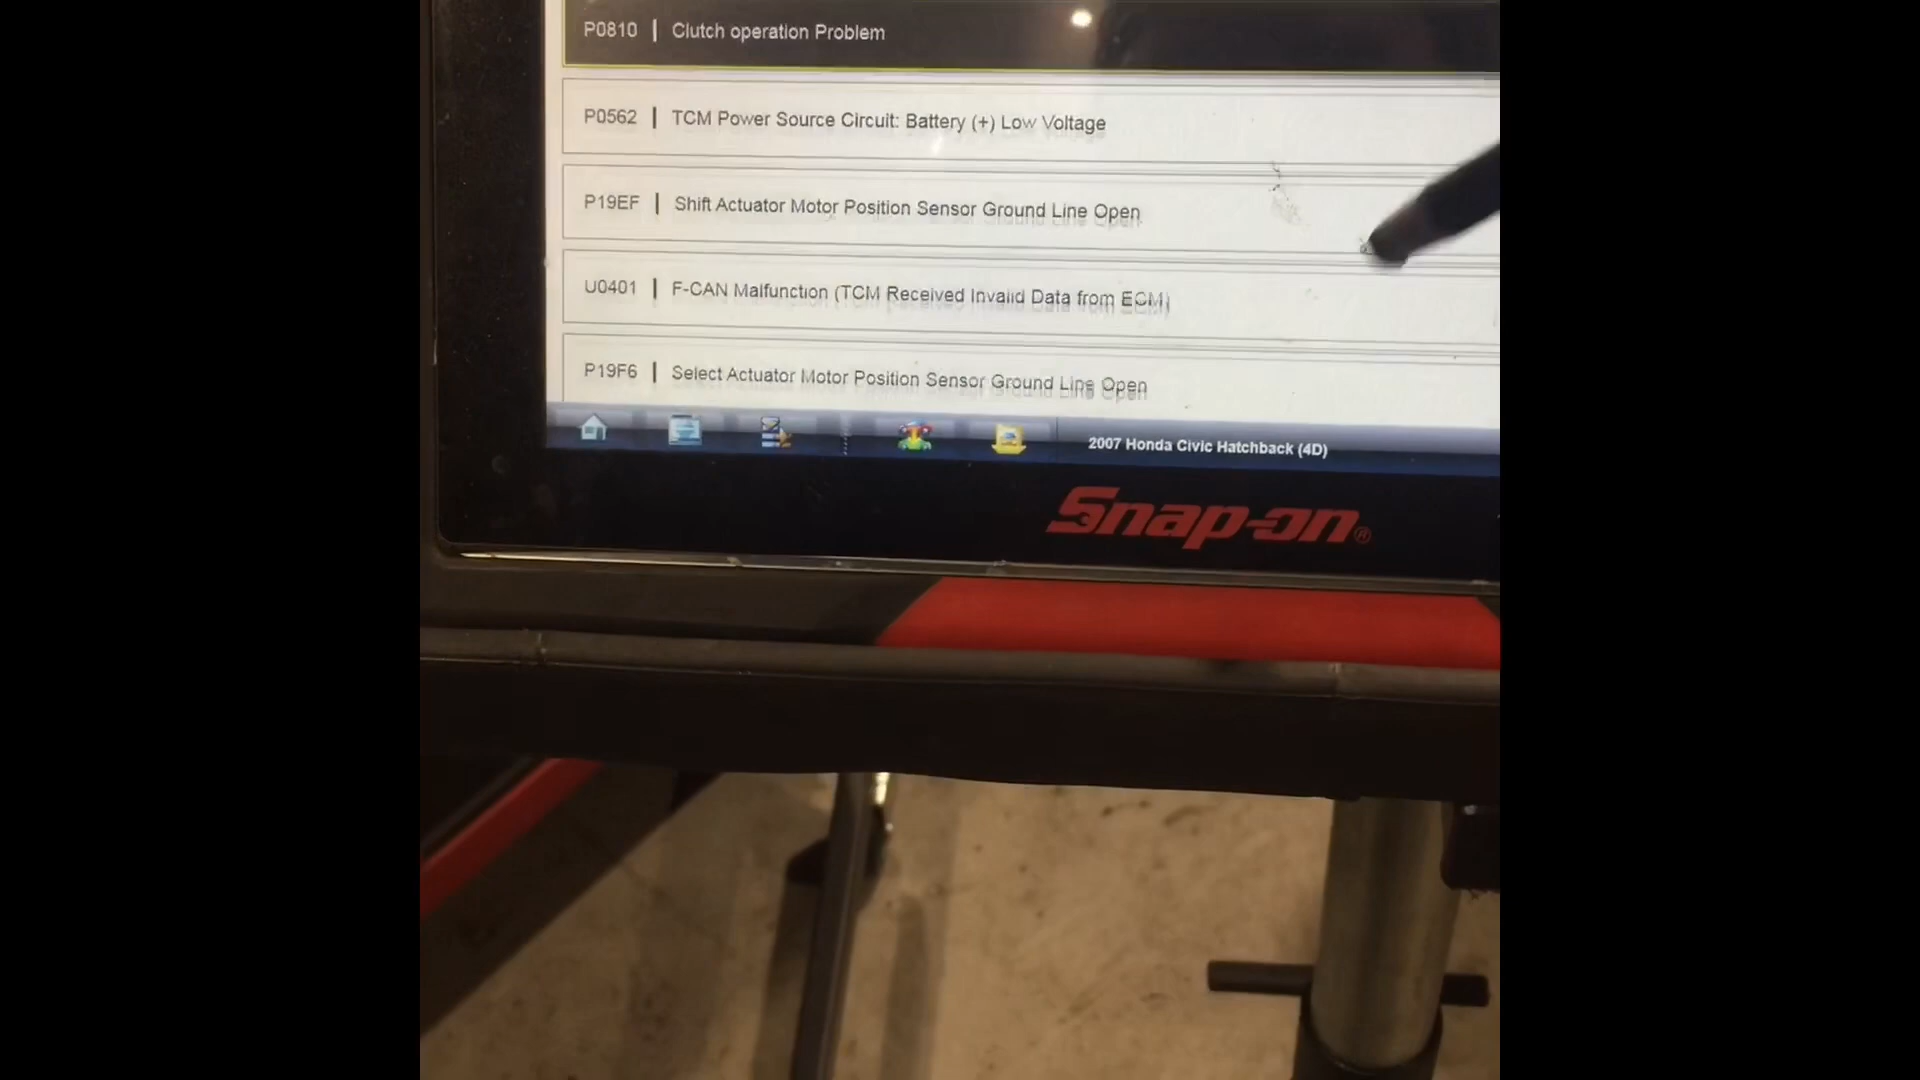 P0810 | Clutch operation Problem
P0562 | TCM Power Source Circuit: Battery (+) Low Voltage
P19EF | Shift Actuator Motor Position Sensor Ground Line Open
U0401 | F-CAN Malfunction (TCM Received Invalid Data from ECM)
P19F6 | Select Actuator Motor Position Sensor Ground Line Open
2007 Honda Civic Hatchback (4D)
Snap-on®